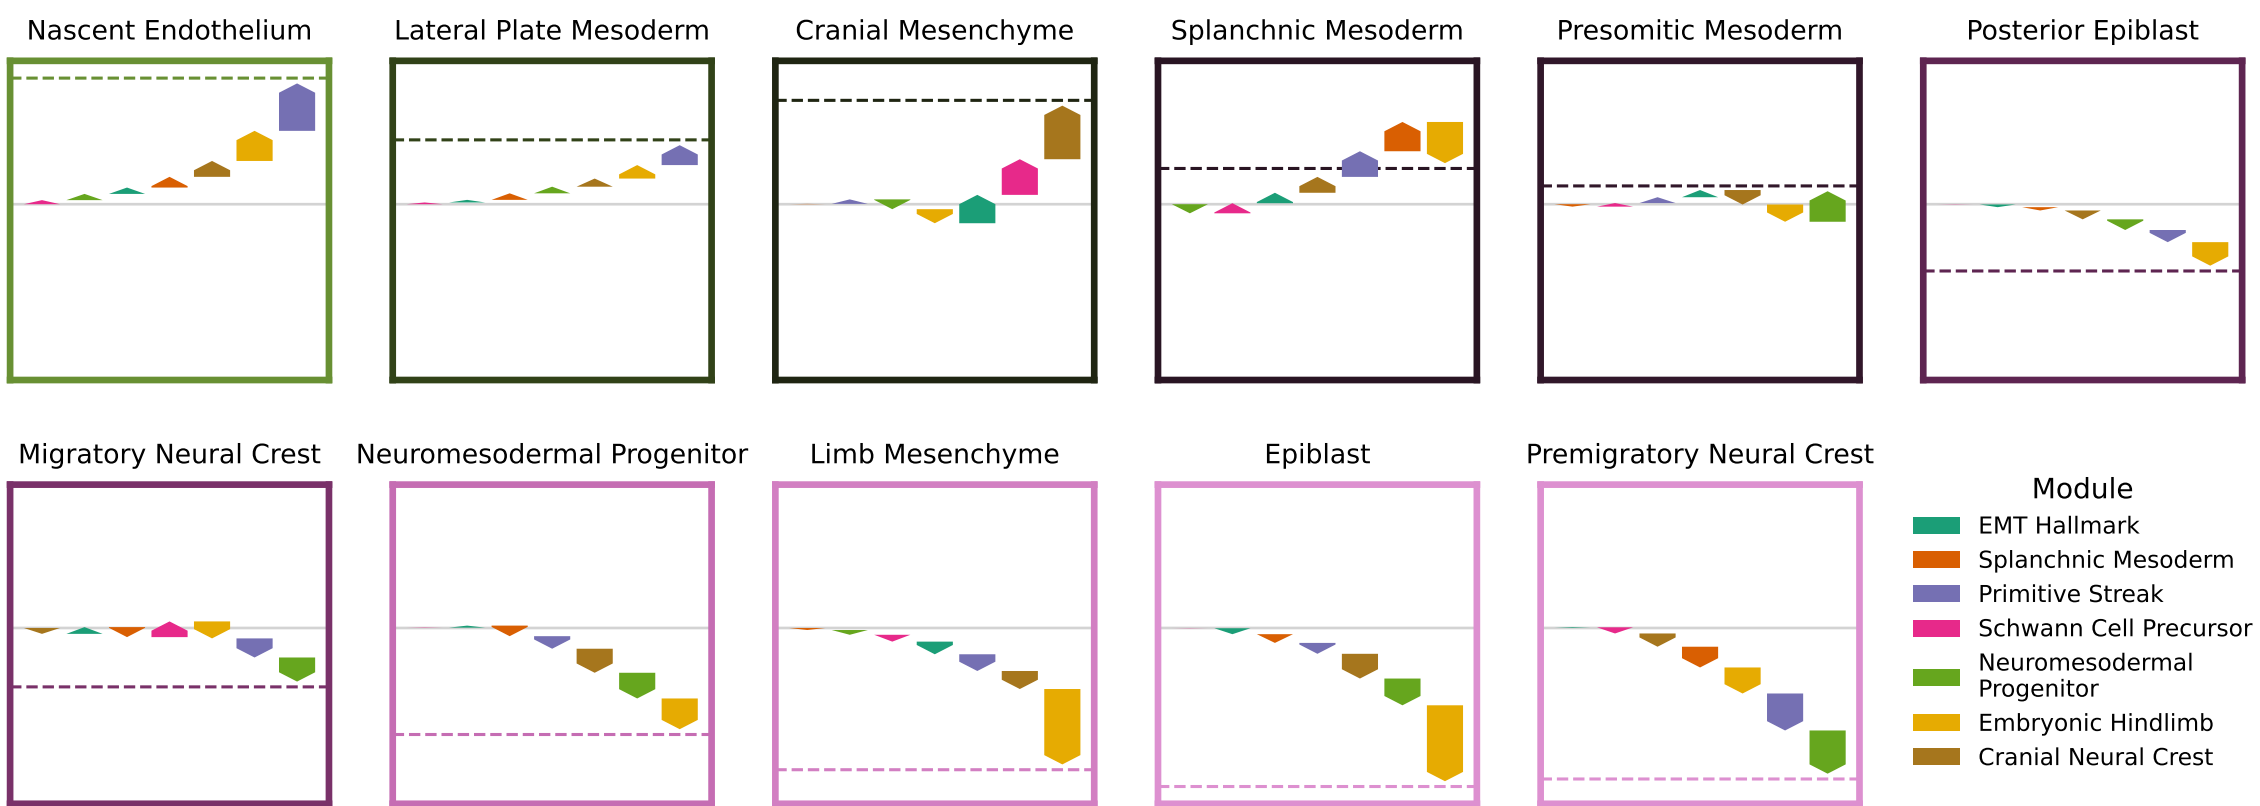 Nascent Endothelium
Lateral Plate Mesoderm
Cranial Mesenchyme
Splanchnic Mesoderm
Presomitic Mesoderm
Posterior Epiblast
Migratory Neural Crest
Neuromesodermal Progenitor
Limb Mesenchyme
Epiblast
Premigratory Neural Crest
Module
EMT Hallmark
Splanchnic Mesoderm
Primitive Streak
Schwann Cell Precursor
Neuromesodermal
Progenitor
Embryonic Hindlimb
Cranial Neural Crest